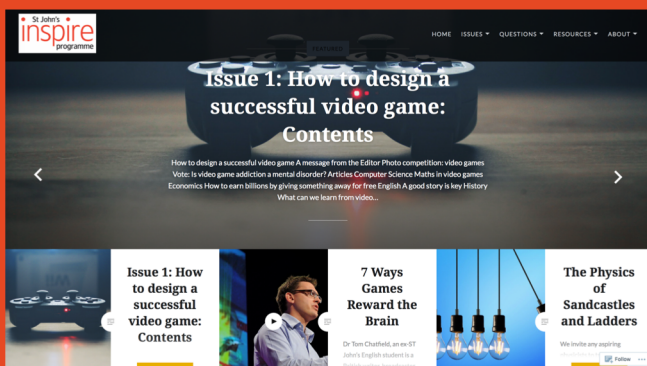 St John's
inspire
programme
HOME ISSUES QUESTIONS RESOURCES ABOUT
FEATURED
Issue 1: How to design a
successful video game:
Contents
How to design a successful video game A message from the Editor Photo competition: video games
Vote: Is video game addiction a mental disorder? Articles Computer Science Maths in video games
Economics How to earn billions by giving something away for free English A good story is key History
What can we learn from video...
Issue 1: How
to design a
successful
video game:
Contents
7 Ways
Games
Reward the
Brain
Dr Tom Chatfield, an ex-ST
John's English student is a
The Physics
of
Sandcastles
and Ladders
We invite any aspiring
Follow